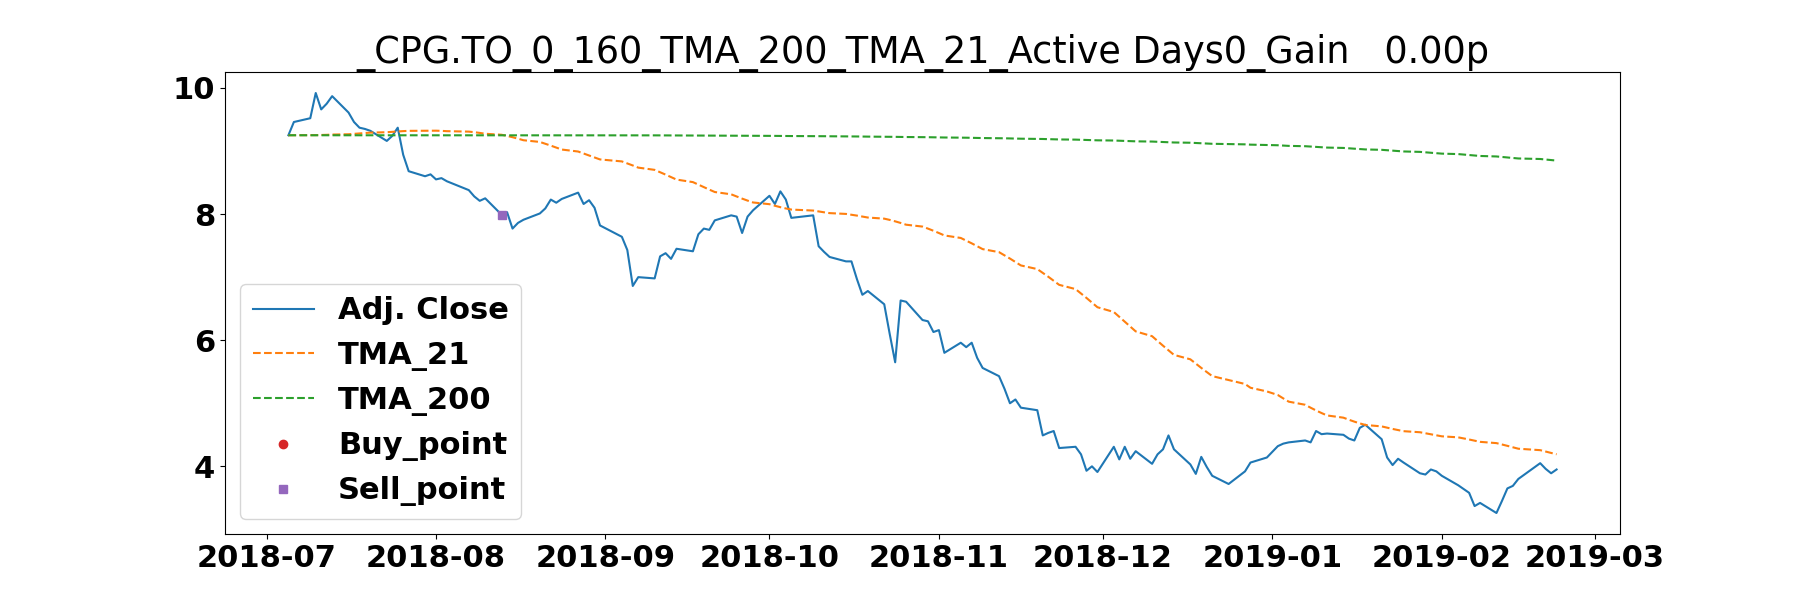 _CPG.TO_0_160_TMA_200_TMA_21_Active Days0_Gain   0.00p
10
8
6
4
Adj. Close
TMA_21
TMA_200
Buy_point
Sell_point
2018-07 2018-08 2018-09 2018-10 2018-11 2018-12 2019-01 2019-02 2019-03